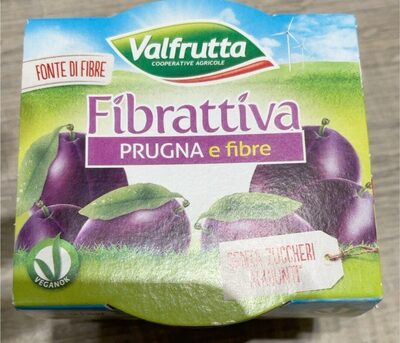 Valfrutta
COOPERATIVE AGRICOLE
FONTE DI FIBRE
Fibrattiva
PRUGNA e fibre
SENZA ZUCCHERI
AGGIUNTI
VEGANOK